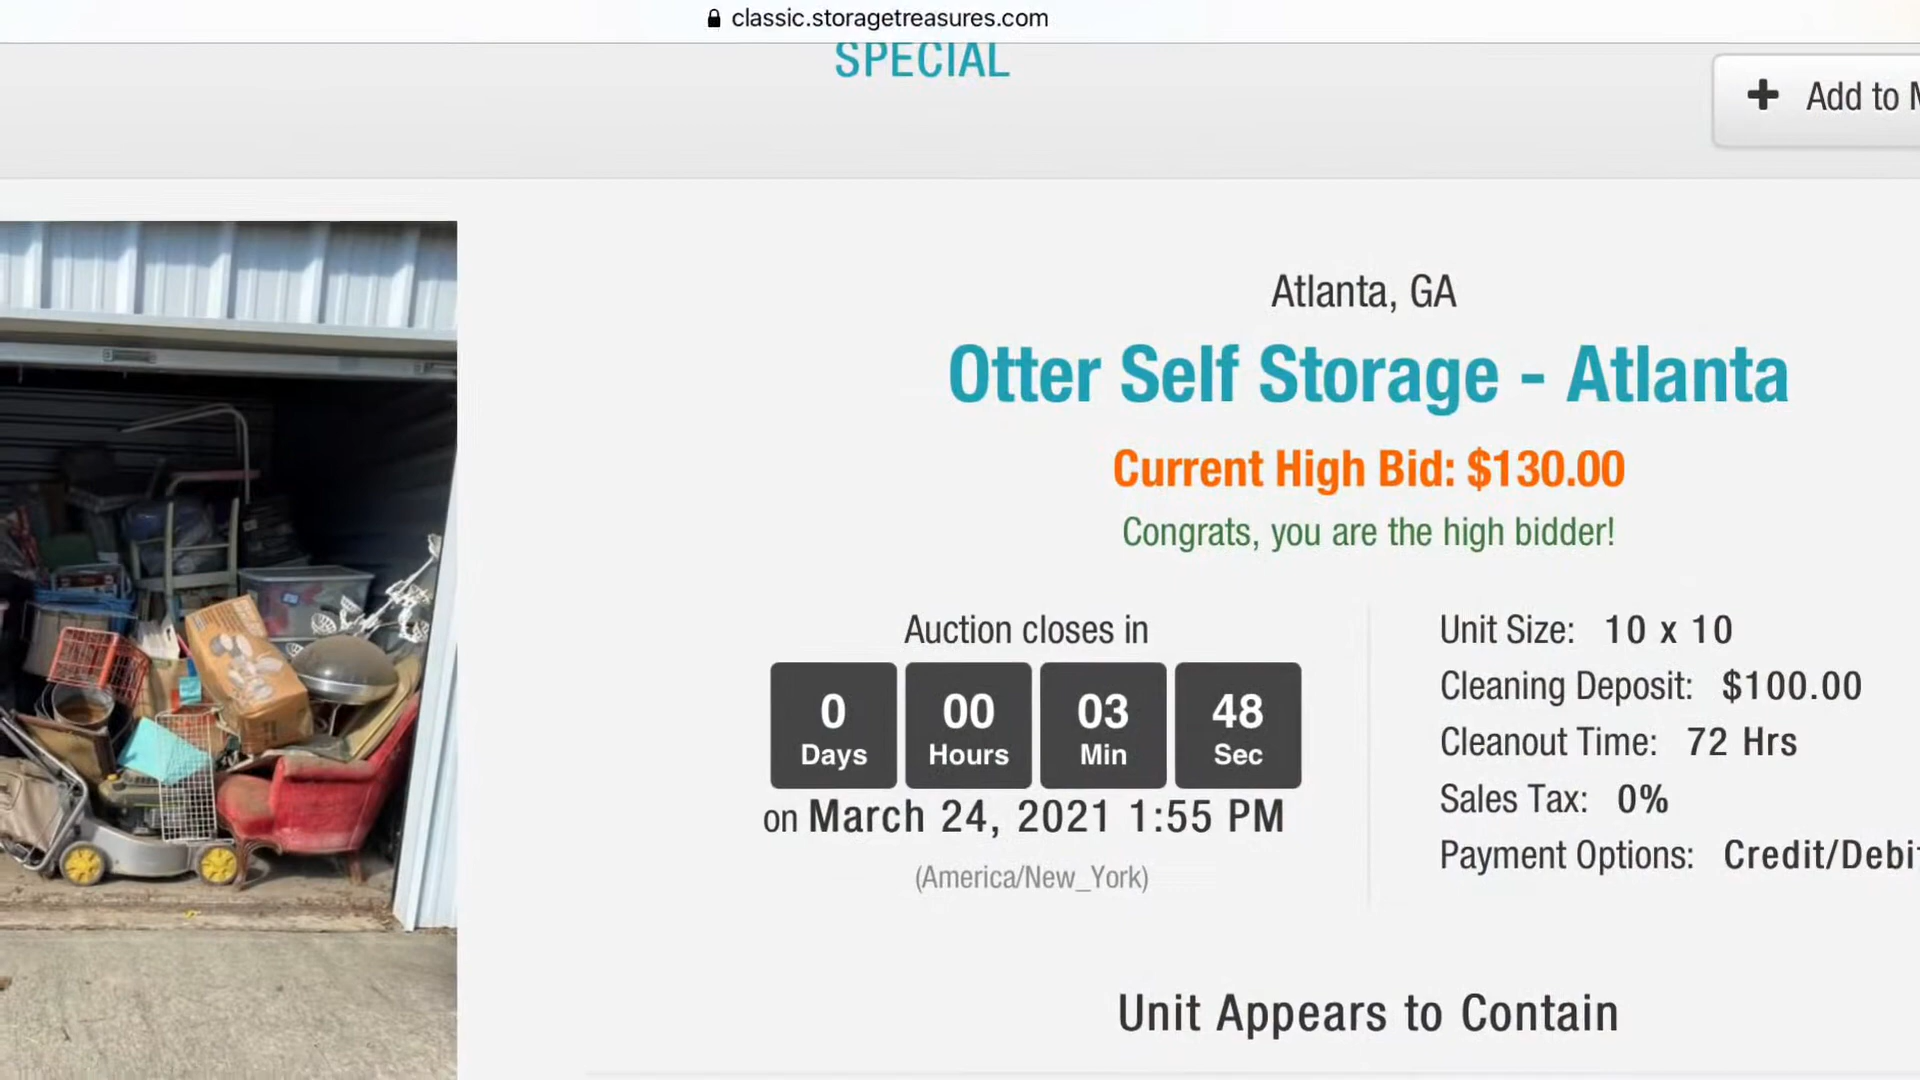 classic.storagetreasures.com
SPECIAL
+ Add to
Atlanta, GA
Otter Self Storage - Atlanta
Current High Bid: $130.00
Congrats, you are the high bidder!
Auction closes in
0 Days
00 Hours
03 Min
48 Sec
on March 24, 2021 1:55 PM
(America/New_York)
Unit Size: 10 x 10
Cleaning Deposit: $100.00
Cleanout Time: 72 Hrs
Sales Tax: 0%
Payment Options: Credit/Debi
Unit Appears to Contain